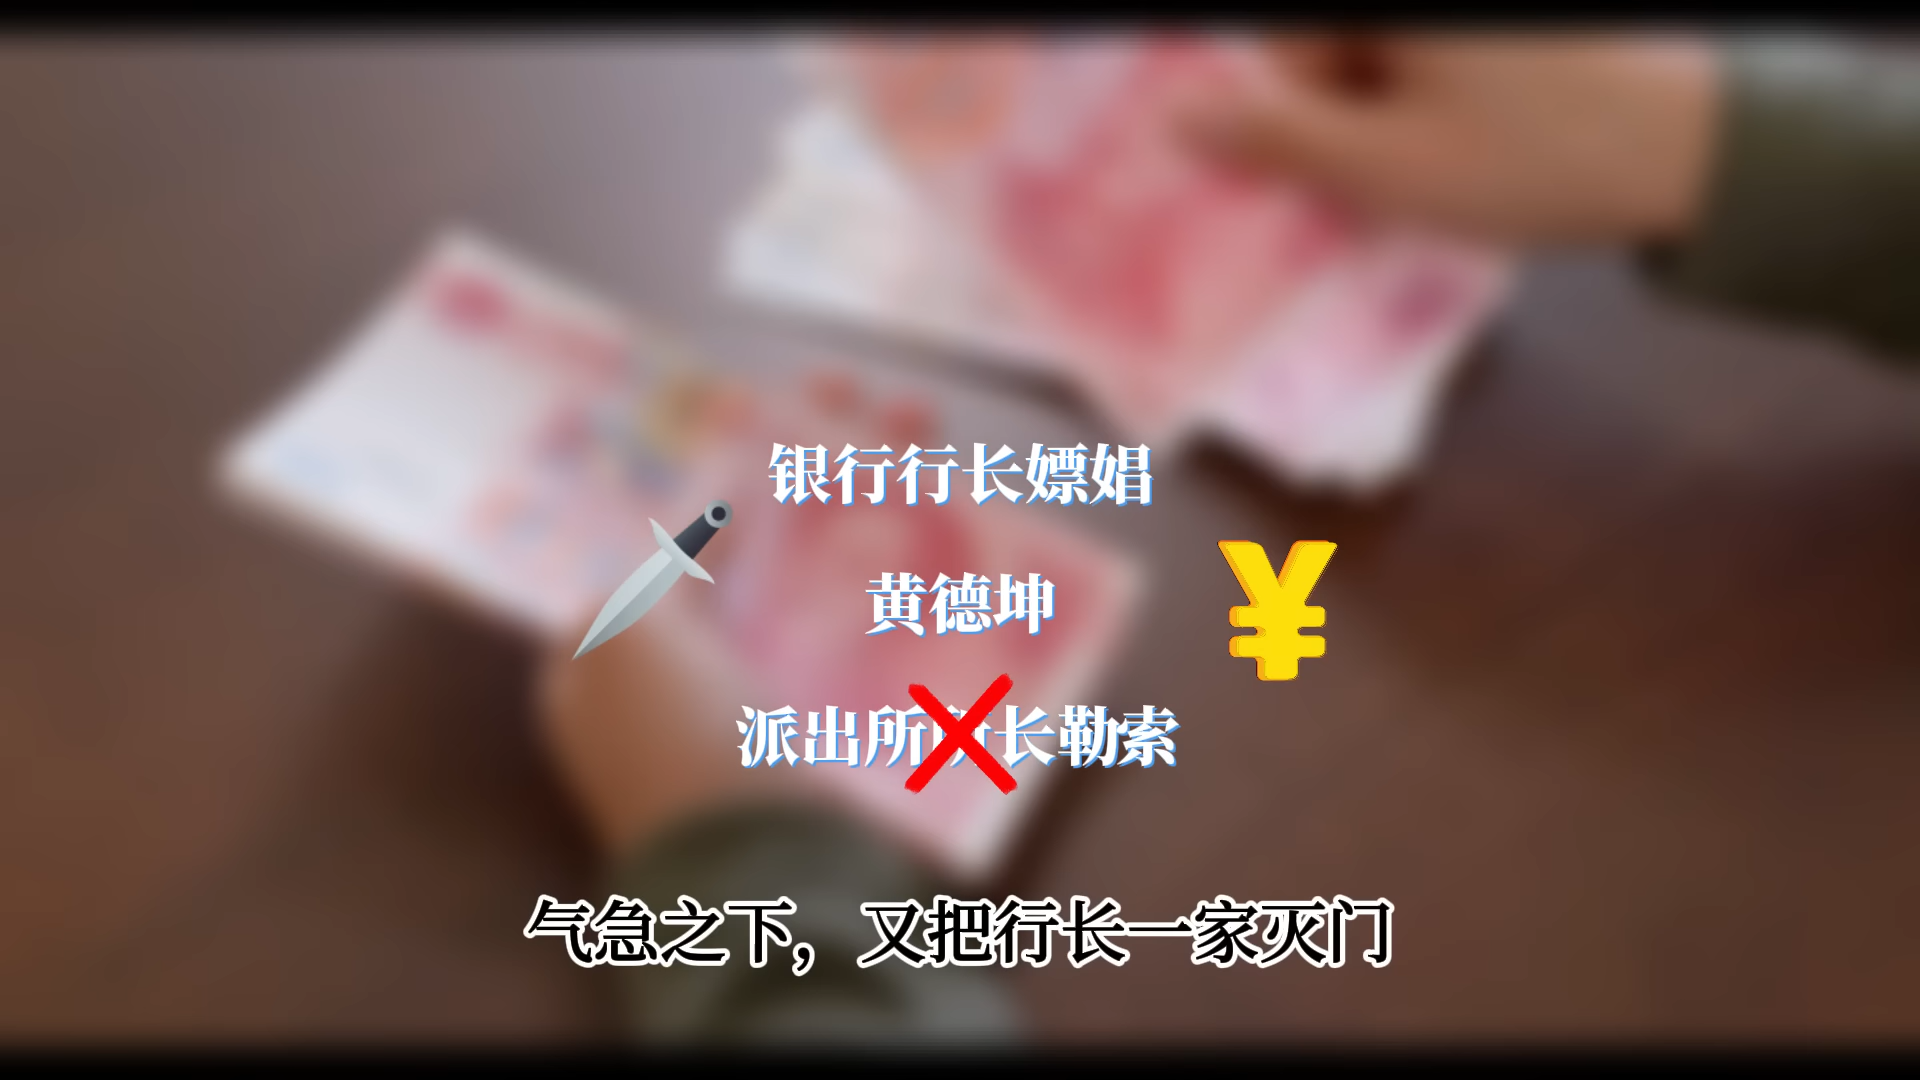 银行行长嫖娼
黄德坤
派出所所长勒索
气急之下，又把行长一家灭门